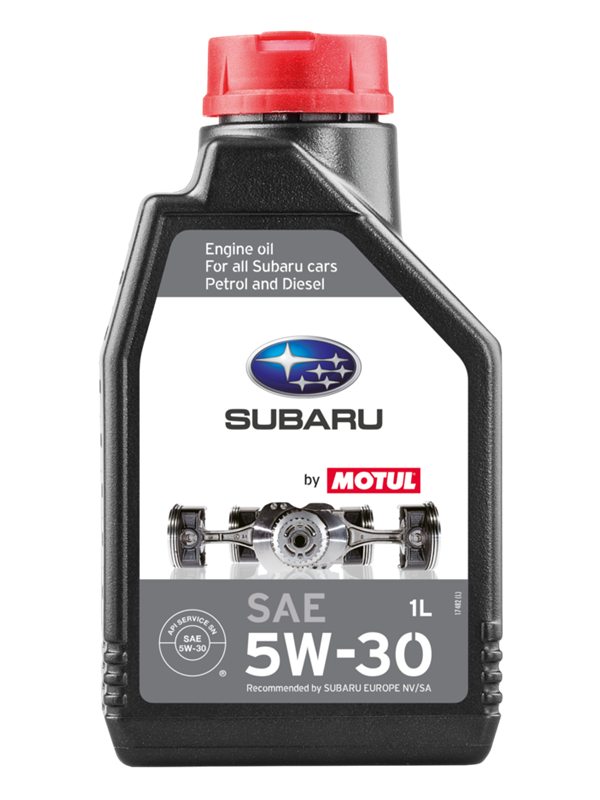 Engine oil
For all Subaru cars
Petrol and Diesel
SUBARU
by MOTUL
SAE 1L
5W-30
Recommended by SUBARU EUROPE NV/SA
API SERVICE SN
SAE
5W-30
®
17482 (L)